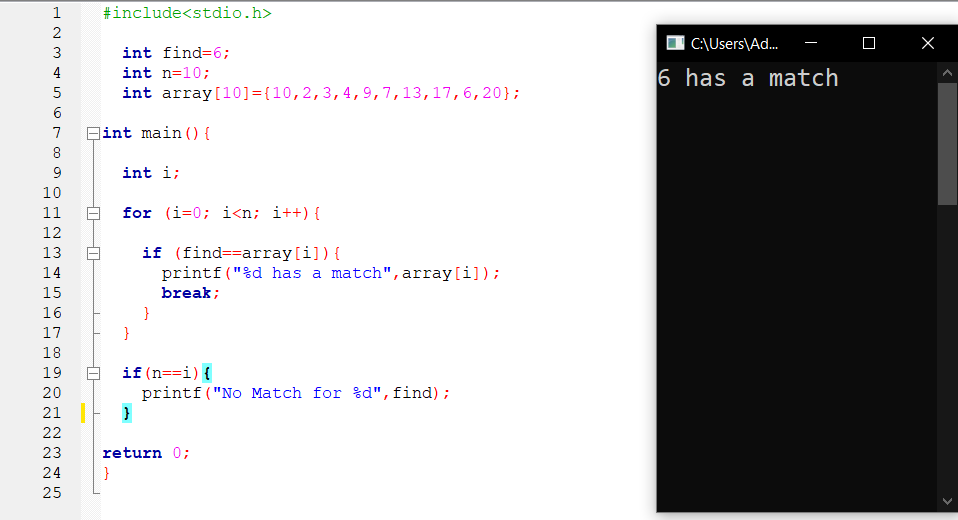 1 #include<stdio.h>
2
3 int find=6;
4 int n=10;
5 int array[10]={10,2,3,4,9,7,13,17,6,20};
6
7 int main(){
8
9 int i;
10
11 for (i=0; i<n; i++){
12
13 if (find==array[i]){
14 printf("%d has a match",array[i]);
15 break;
16 }
17 }
18
19 if(n==i){
20 printf("No Match for %d",find);
21 }
22
23 return 0;
24 }
25
C:\Users\Ad...
6 has a match